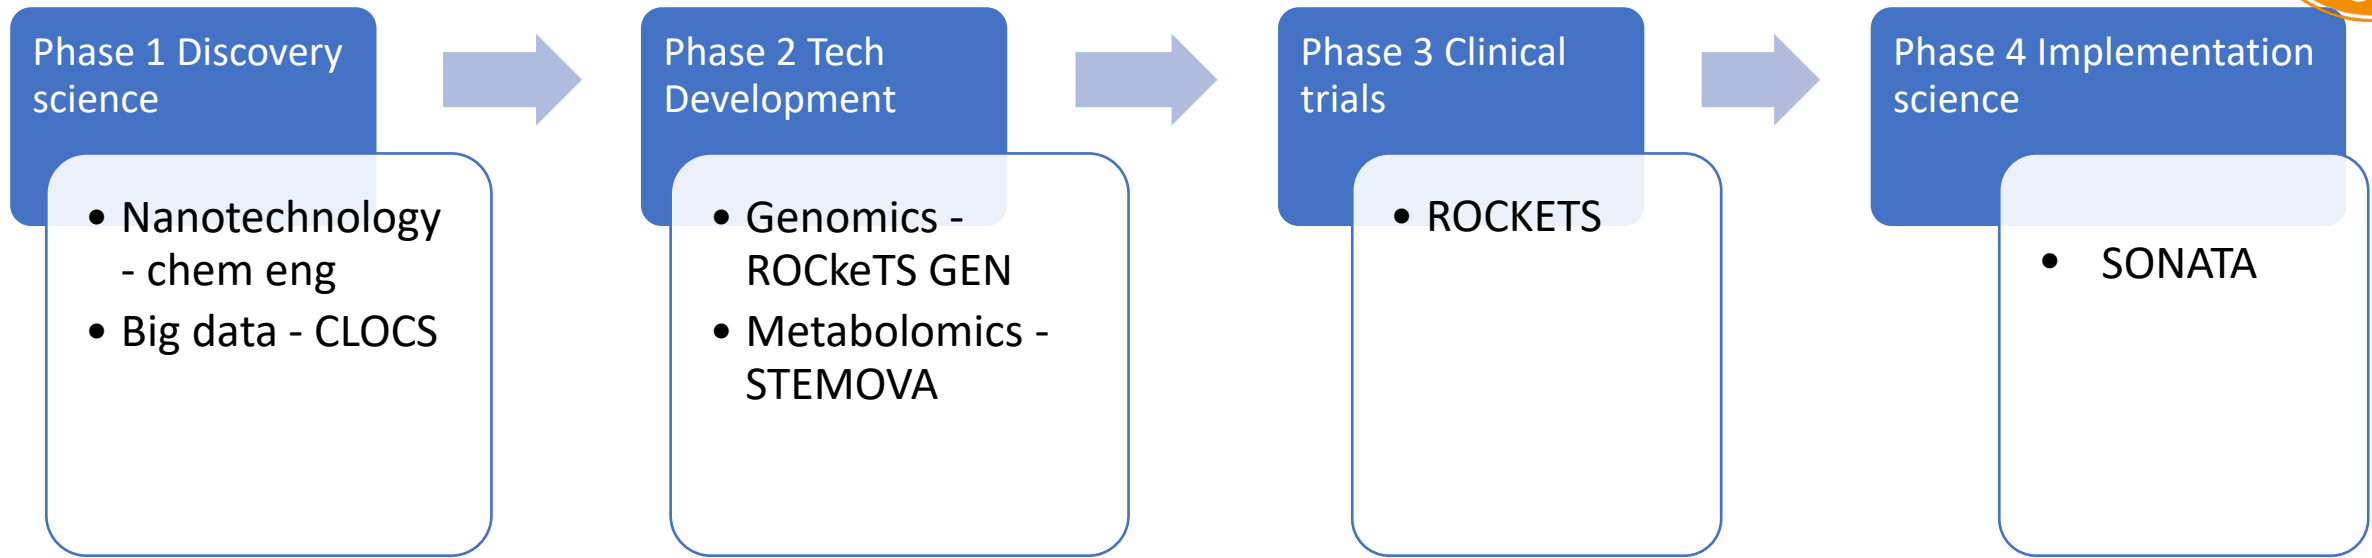 Phase 1 Discovery
science
• Nanotechnology
- chem eng
• Big data - CLOCS
Phase 2 Tech
Development
• Genomics -
ROCkeTS GEN
• Metabolomics -
STEMOVA
Phase 3 Clinical
trials
• ROCKETS
Phase 4 Implementation
science
• SONATA